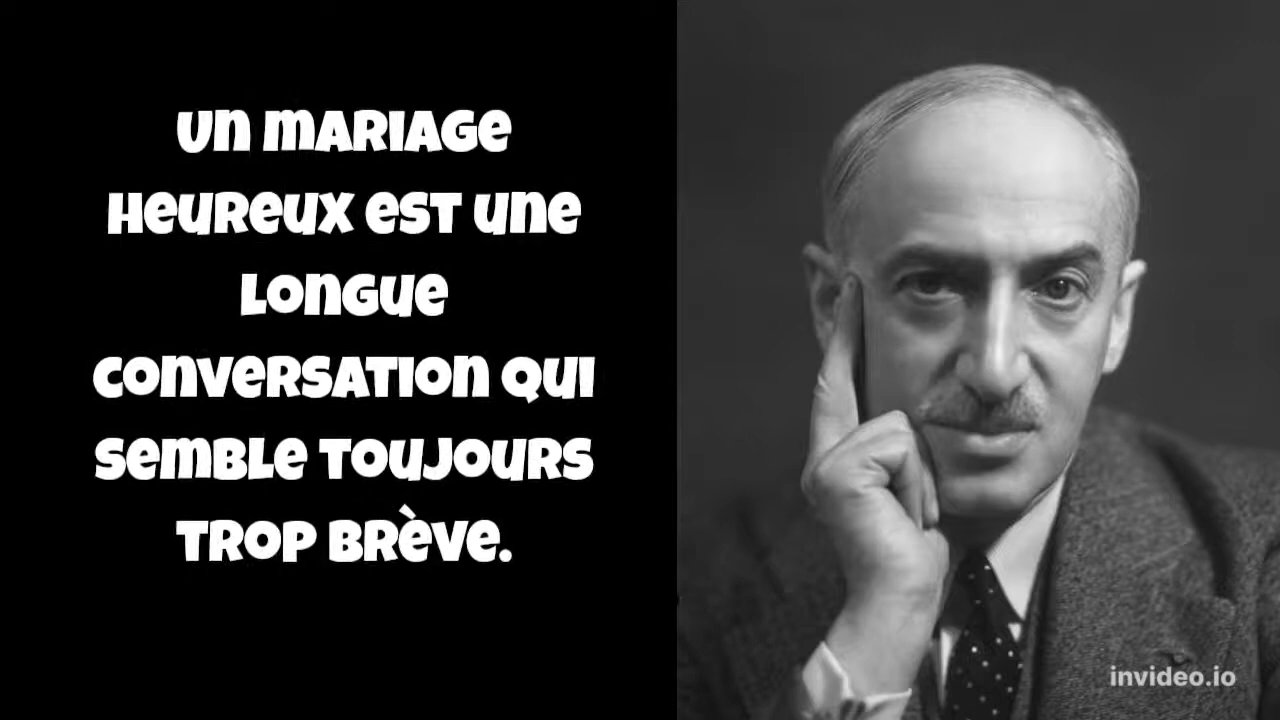 Un mariage
heureux est une
longue
conversation qui
semble toujours
trop brève.
invideo.io